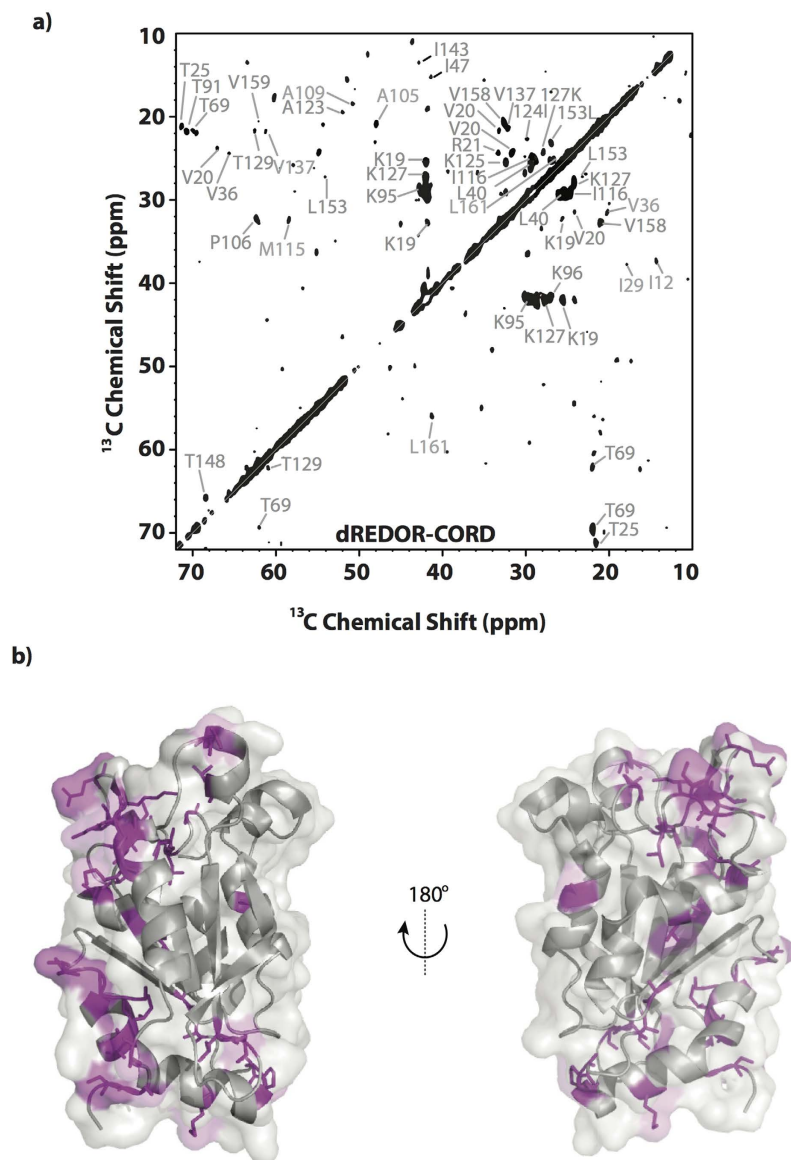 a)
10
20
30
40
50
60
70
¹³C Chemical Shift (ppm)
T25
T91
T69
V159
A109
A123
A105
I143
I47
V158 V137 127K
V20 124I 153L
V20
R21
K125
I116
L40
L161
K19
K127
K95
K19
V20
V36
T129
V137
L153
P106
M115
L153
K127
I116
L40
V36
V158
K19 V20
I29 I12
K96
K95
K127 K19
L161
T148
T129
T69
T69
T69
T25
dREDOR-CORD
70 60 50 40 30 20 10
¹³C Chemical Shift (ppm)
b)
180°